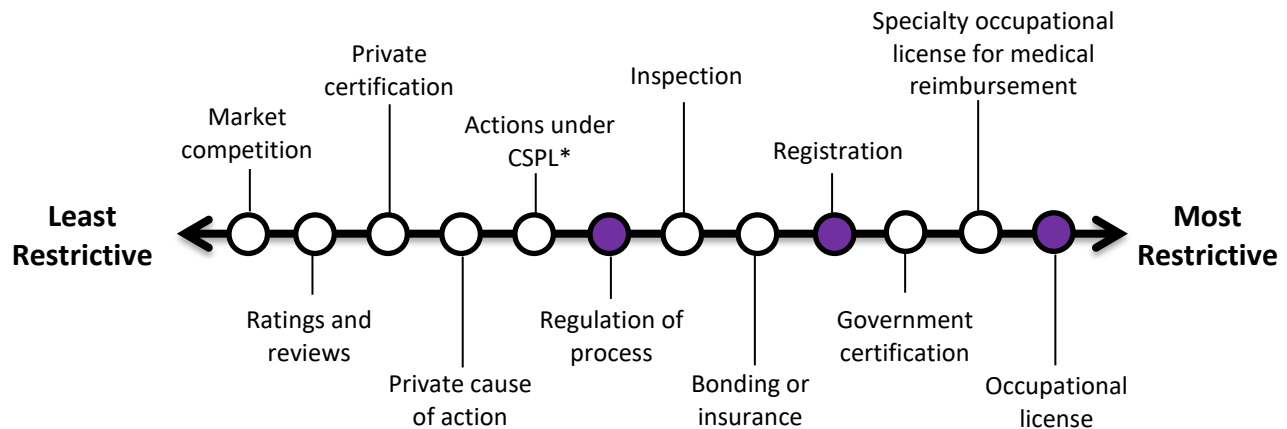 Specialty occupational
license for medical
reimbursement
Private
certification
Inspection
Market
competition
Actions under
CSPL*
Registration
Least
Restrictive
Most
Restrictive
Ratings and
reviews
Regulation of
process
Government
certification
Private cause
of action
Bonding or
insurance
Occupational
license